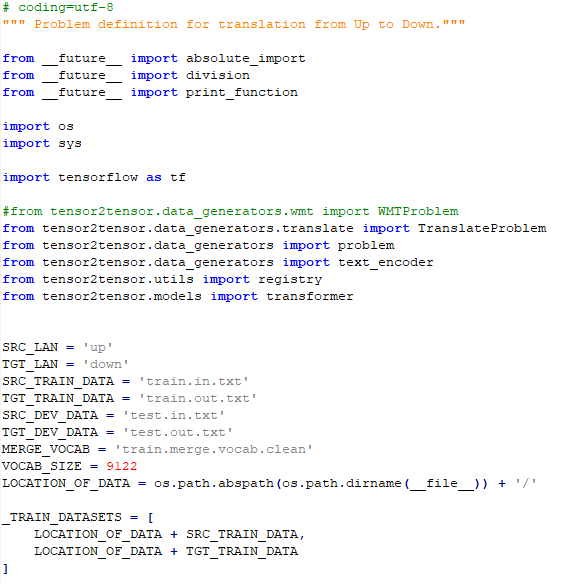 # coding=utf-8
""" Problem definition for translation from Up to Down."""
from __future__ import absolute_import
from __future__ import division
from __future__ import print_function
import os
import sys
import tensorflow as tf
#from tensor2tensor.data_generators.wmt import WMTProblem
from tensor2tensor.data_generators.translate import TranslateProblem
from tensor2tensor.data_generators import problem
from tensor2tensor.data_generators import text_encoder
from tensor2tensor.utils import registry
from tensor2tensor.models import transformer
SRC_LAN = 'up'
TGT_LAN = 'down'
SRC_TRAIN_DATA = 'train.in.txt'
TGT_TRAIN_DATA = 'train.out.txt'
SRC_DEV_DATA = 'test.in.txt'
TGT_DEV_DATA = 'test.out.txt'
MERGE_VOCAB = 'train.merge.vocab.clean'
VOCAB_SIZE = 9122
LOCATION_OF_DATA = os.path.abspath(os.path.dirname(__file__)) + '/'
_TRAIN_DATASETS = [
    LOCATION_OF_DATA + SRC_TRAIN_DATA,
    LOCATION_OF_DATA + TGT_TRAIN_DATA
]